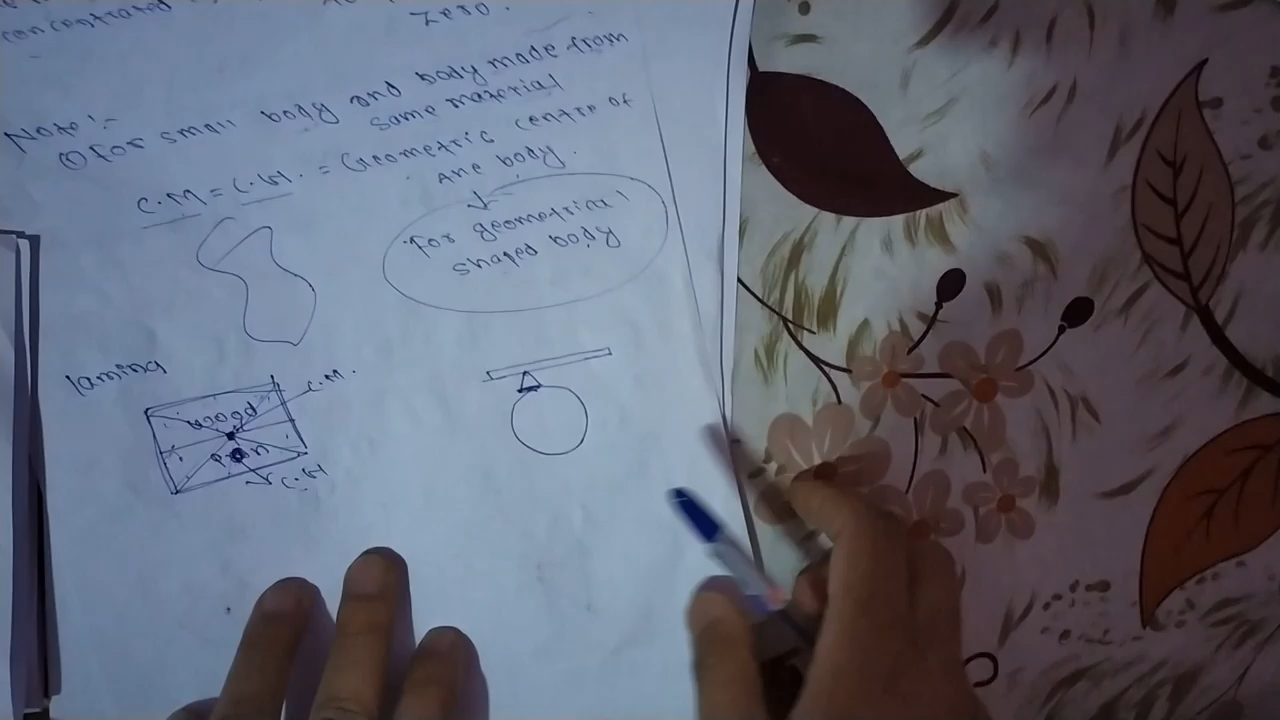 concentrated
zero.
Note :-
① For small body and body made from
same material
C.M = C.G. = Geometric centre of
the body.
For geometrical
shaped body
lamina
wood
C.M.
C.G